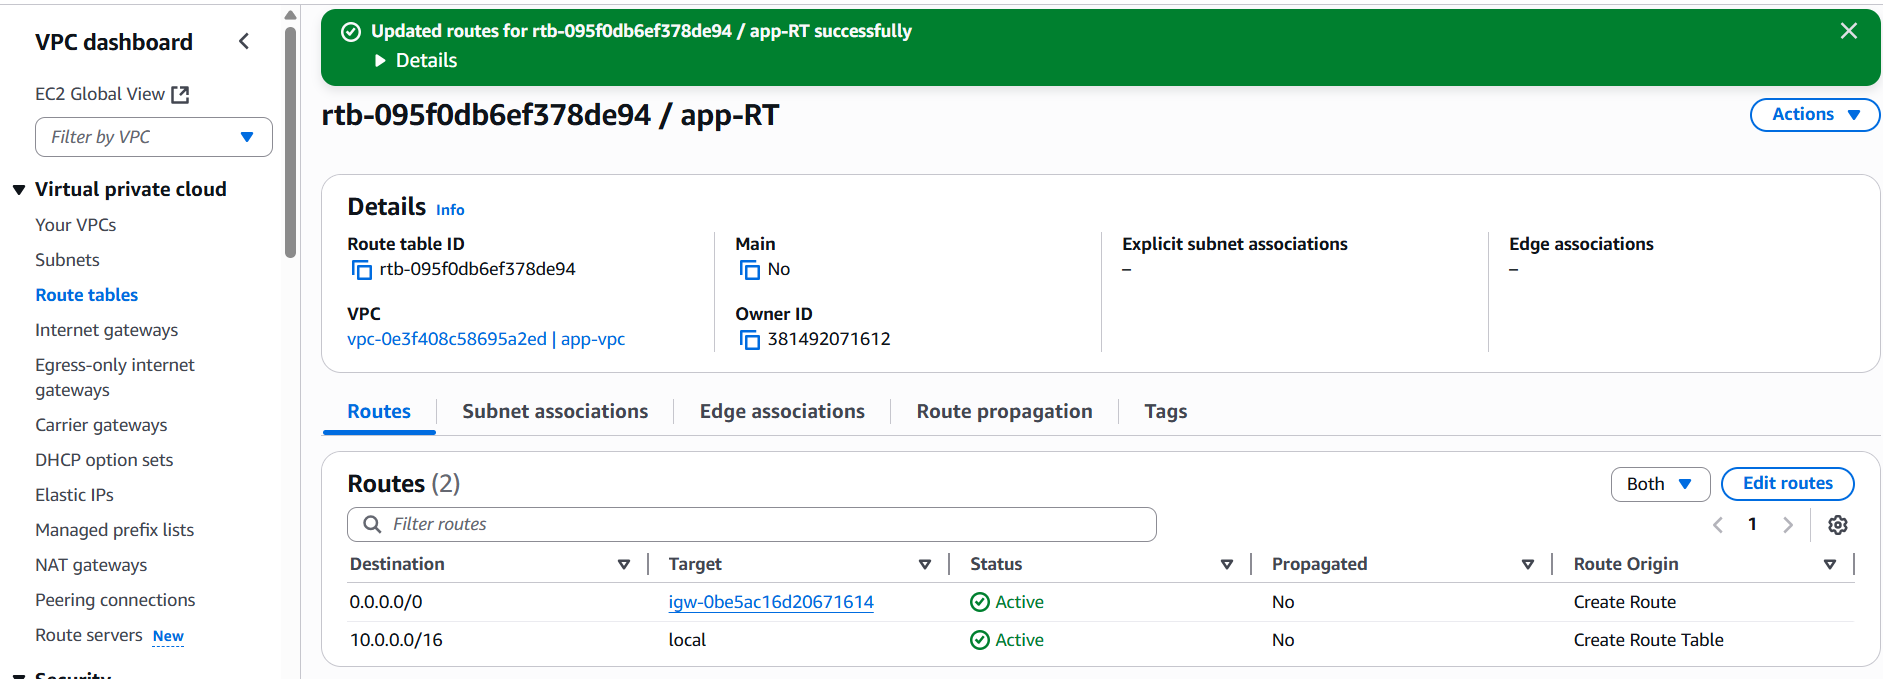 VPC dashboard
EC2 Global View
Filter by VPC
Virtual private cloud
Your VPCs
Subnets
Route tables
Internet gateways
Egress-only internet
gateways
Carrier gateways
DHCP option sets
Elastic IPs
Managed prefix lists
NAT gateways
Peering connections
Route servers New
Security
Updated routes for rtb-095f0db6ef378de94 / app-RT successfully
Details
rtb-095f0db6ef378de94 / app-RT
Actions
Details Info
Route table ID
rtb-095f0db6ef378de94
Main
No
Explicit subnet associations
–
Edge associations
–
VPC
vpc-0e3f408c58695a2ed | app-vpc
Owner ID
381492071612
Routes Subnet associations Edge associations Route propagation Tags
Routes (2)
Both Edit routes
Filter routes
1
Destination Target Status Propagated Route Origin
0.0.0.0/0 igw-0be5ac16d20671614 Active No Create Route
10.0.0.0/16 local Active No Create Route Table